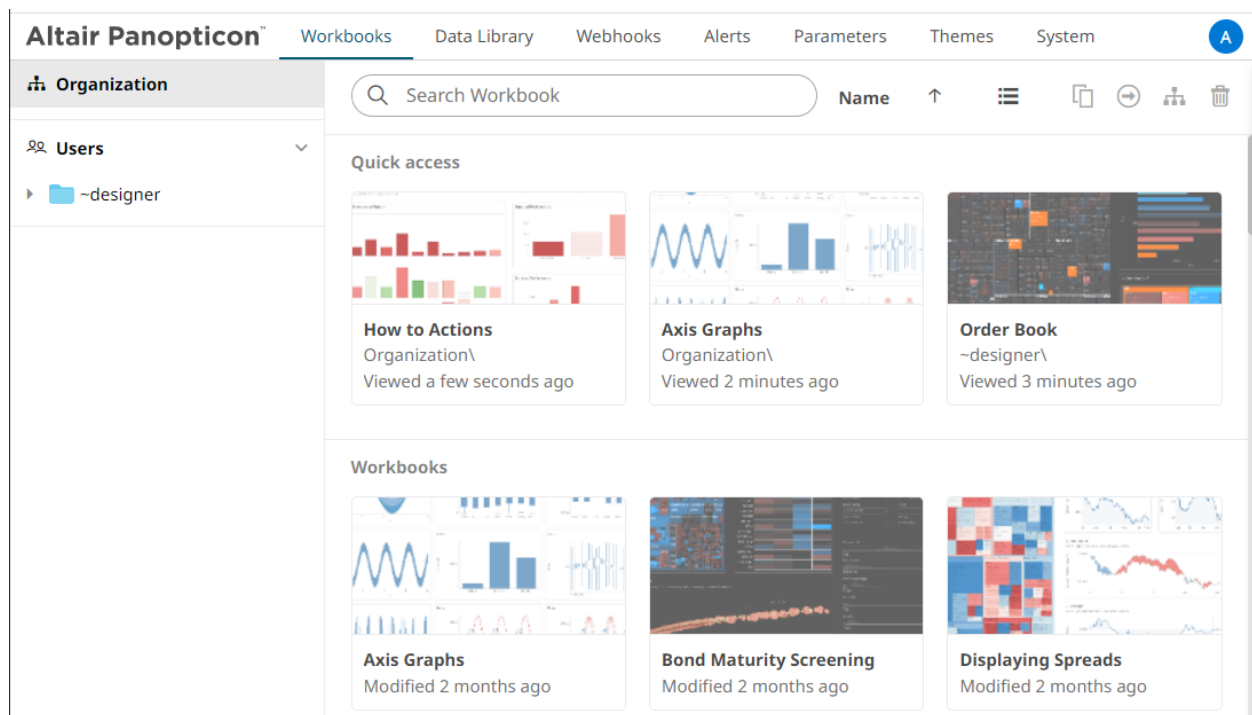 Altair Panopticon™ Workbooks Data Library Webhooks Alerts Parameters Themes System A
Organization
Search Workbook Name
Users
~designer
Quick access
How to Actions
Organization\
Viewed a few seconds ago
Axis Graphs
Organization\
Viewed 2 minutes ago
Order Book
~designer\
Viewed 3 minutes ago
Workbooks
Axis Graphs
Modified 2 months ago
Bond Maturity Screening
Modified 2 months ago
Displaying Spreads
Modified 2 months ago